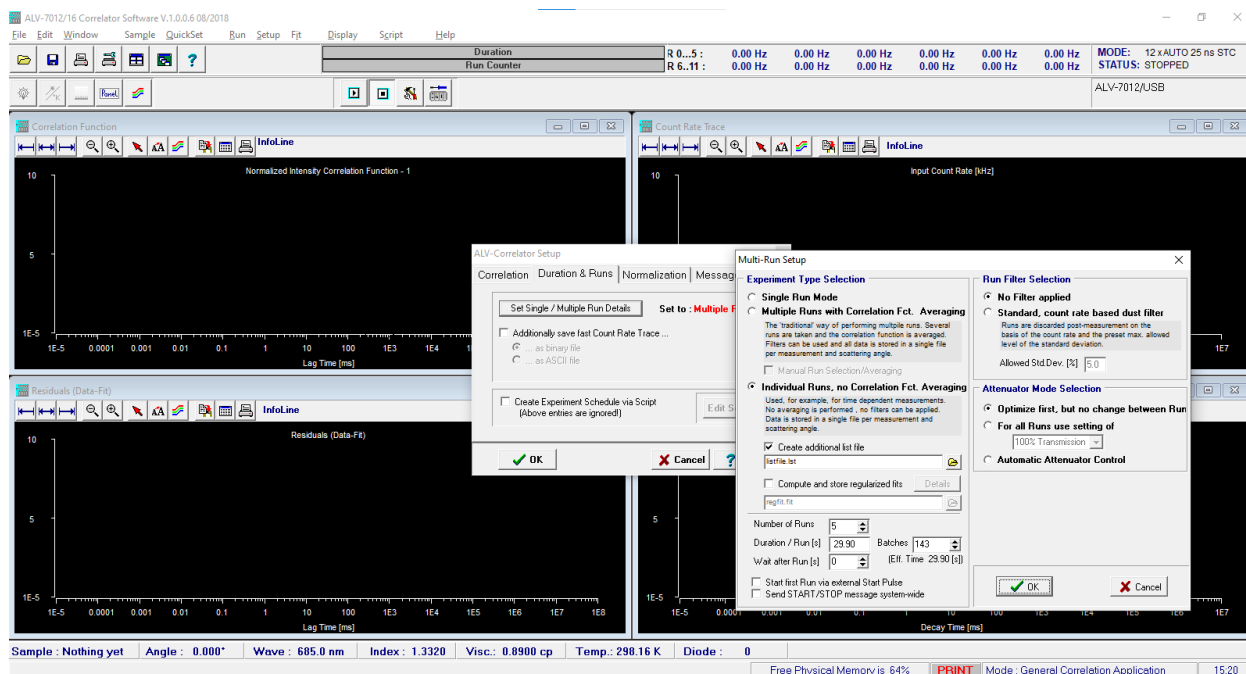 ALV-7012/16 Correlator Software V.1.0.0.6 08/2018
File Edit Window Sample QuickSet Run Setup Fit Display Script Help
Duration
Run Counter
R 0...5 : 0.00 Hz 0.00 Hz 0.00 Hz 0.00 Hz 0.00 Hz 0.00 Hz
R 6..11 : 0.00 Hz 0.00 Hz 0.00 Hz 0.00 Hz 0.00 Hz 0.00 Hz
MODE: 12 x AUTO 25 ns STC
STATUS: STOPPED
Panel
ALV-7012/USB
Correlation Function
InfoLine
Normalized Intensity Correlation Function - 1
10
5
1E-5
1E-5 0.0001 0.001 0.01 0.1 1 10 100 1E3 1E4
Lag Time [ms]
Count Rate Trace
InfoLine
Input Count Rate [kHz]
10
1E7
Residuals (Data-Fit)
InfoLine
Residuals (Data-Fit)
10
5
1E-5
1E-5 0.0001 0.001 0.01 0.1 1 10 100 1E3 1E4 1E5 1E6 1E7 1E8
Lag Time [ms]
5
1E-5
1E-5 0.0001 0.001 0.01 0.1 1 10 100 1E3 1E4 1E5 1E6 1E7
Decay Time [ms]
ALV-Correlator Setup
Correlation Duration & Runs Normalization Messag
Set Single / Multiple Run Details Set to : Multiple
Additionally save fast Count Rate Trace ...
... as binary file
... as ASCII file
Create Experiment Schedule via Script
(Above entries are ignored!)
Edit S
OK Cancel ?
Multi-Run Setup
Experiment Type Selection
Single Run Mode
Multiple Runs with Correlation Fct. Averaging
The 'traditional' way of performing multpile runs. Several
runs are taken and the correlation function is averaged.
Filters can be used and all data is stored in a single file
per measurement and scattering angle.
Manual Run Selection/Averaging
Individual Runs, no Correlation Fct. Averaging
Used, for example, for time dependent measurements.
No averaging is performed , no filters can be applied.
Data is stored in a single file per measurement and
scattering angle.
Create additional list file
listfile.lst
Compute and store regularized fits Details
regfit.fit
Number of Runs 5
Duration / Run [s] 29.90 Batches 143
Wait after Run [s] 0 (Eff. Time 29.90 [s])
Start first Run via external Start Pulse
Send START/STOP message system-wide
Run Filter Selection
No Filter applied
Standard, count rate based dust filter
Runs are discarded post-measurement on the
basis of the count rate and the preset max. allowed
level of the standard deviation.
Allowed Std.Dev. [%] 5.0
Attenuator Mode Selection
Optimize first, but no change between Run
For all Runs use setting of
100% Transmission
Automatic Attenuator Control
OK Cancel
Sample : Nothing yet Angle : 0.000° Wave : 685.0 nm Index : 1.3320 Visc.: 0.8900 cp Temp.: 298.16 K Diode : 0
Free Physical Memory is 64% PRINT Mode : General Correlation Application 15:20